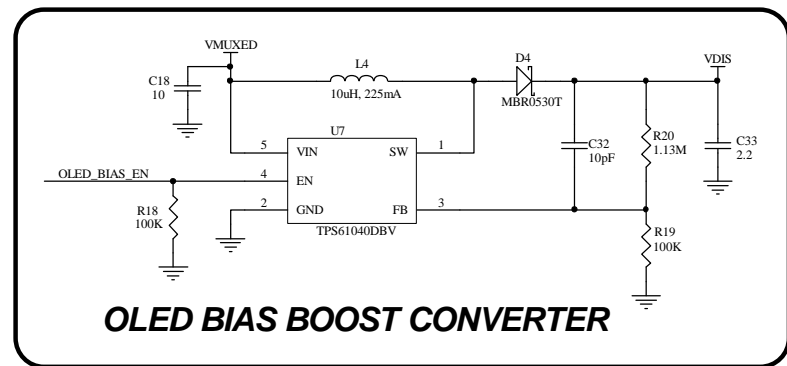 VMUXED
L4
D4
VDIS
C18
10
10uH, 225mA
MBR0530T
U7
R20
1.13M
C32
10pF
C33
2.2
5
VIN
SW
1
OLED_BIAS_EN
4
EN
R18
100K
2
GND
FB
3
TPS61040DBV
R19
100K
OLED BIAS BOOST CONVERTER